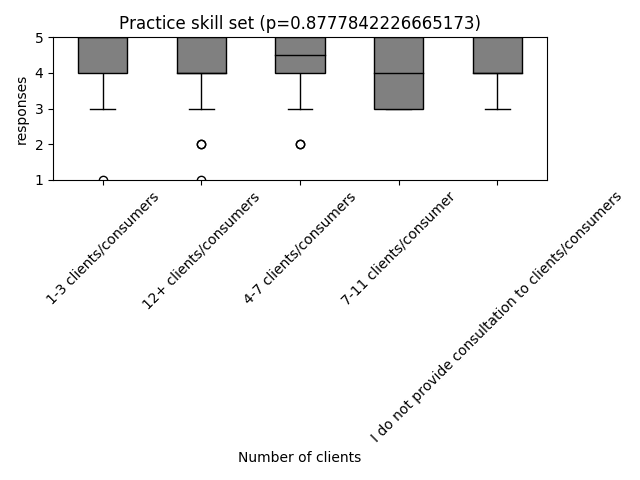 Practice skill set (p=0.8777842226665173)
responses
5
4
3
2
1
1-3 clients/consumers
12+ clients/consumers
4-7 clients/consumers
7-11 clients/consumer
I do not provide consultation to clients/consumers
Number of clients